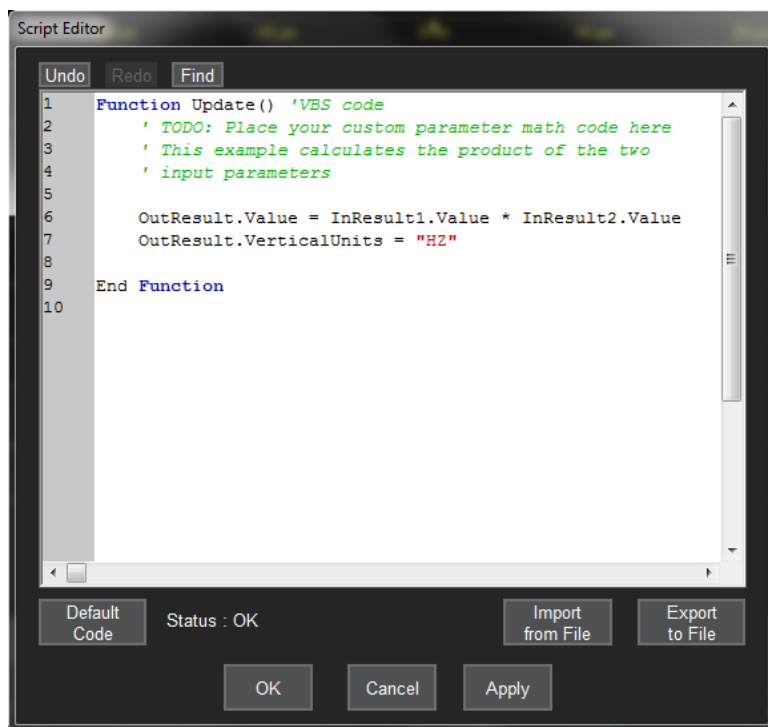 Script Editor
Undo Redo Find
1 Function Update() 'VBS code
2 ' TODO: Place your custom parameter math code here
3 ' This example calculates the product of the two
4 ' input parameters
5
6 OutResult.Value = InResult1.Value * InResult2.Value
7 OutResult.VerticalUnits = "HZ"
8
9 End Function
10
Default Code
Status : OK
Import from File
Export to File
OK Cancel Apply